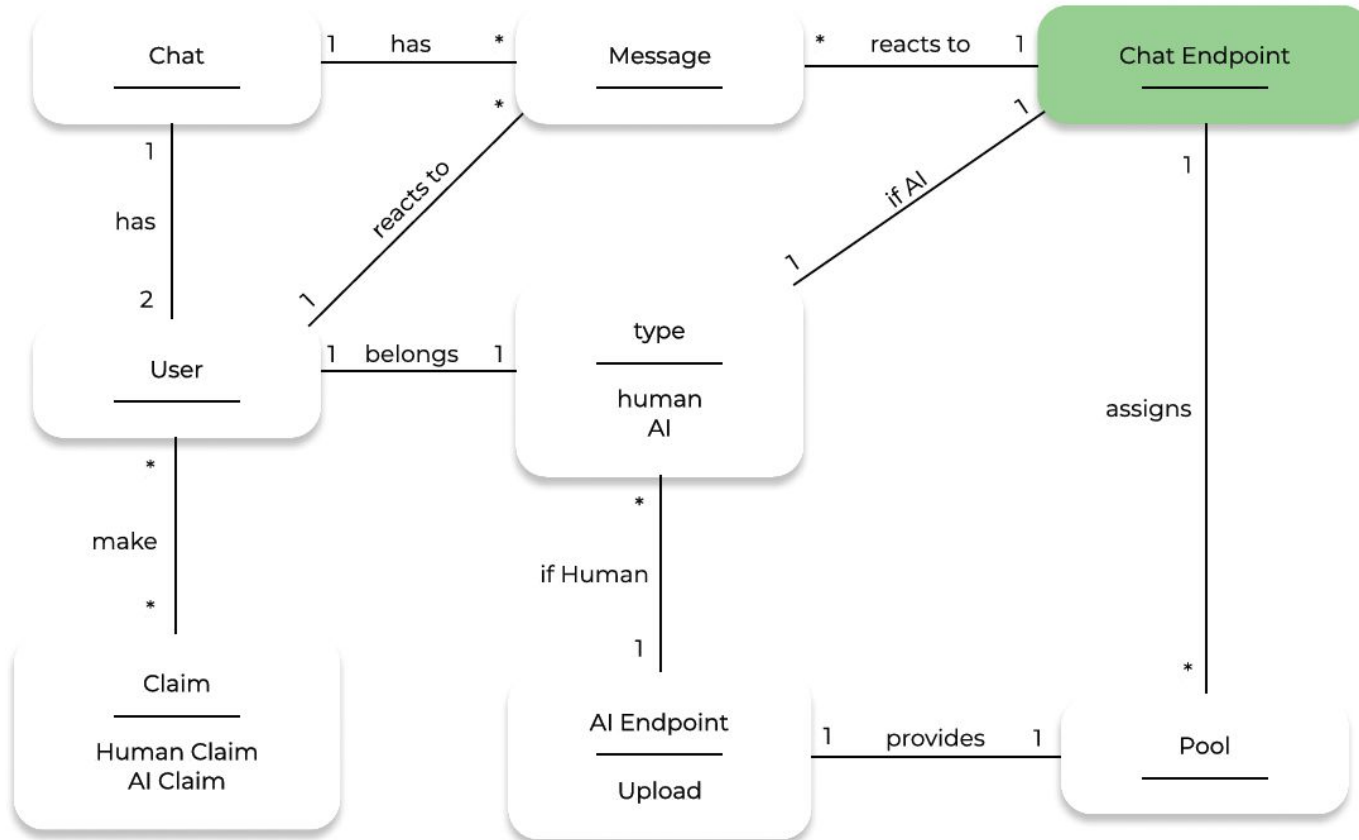 Chat
1 has *
Message
* reacts to 1
Chat Endpoint
1
has
2
*
reacts to
1
1
if AI
1
1
assigns
*
User
1 belongs 1
type
human
AI
*
make
*
*
if Human
1
Claim
Human Claim
AI Claim
AI Endpoint
Upload
1 provides 1
Pool